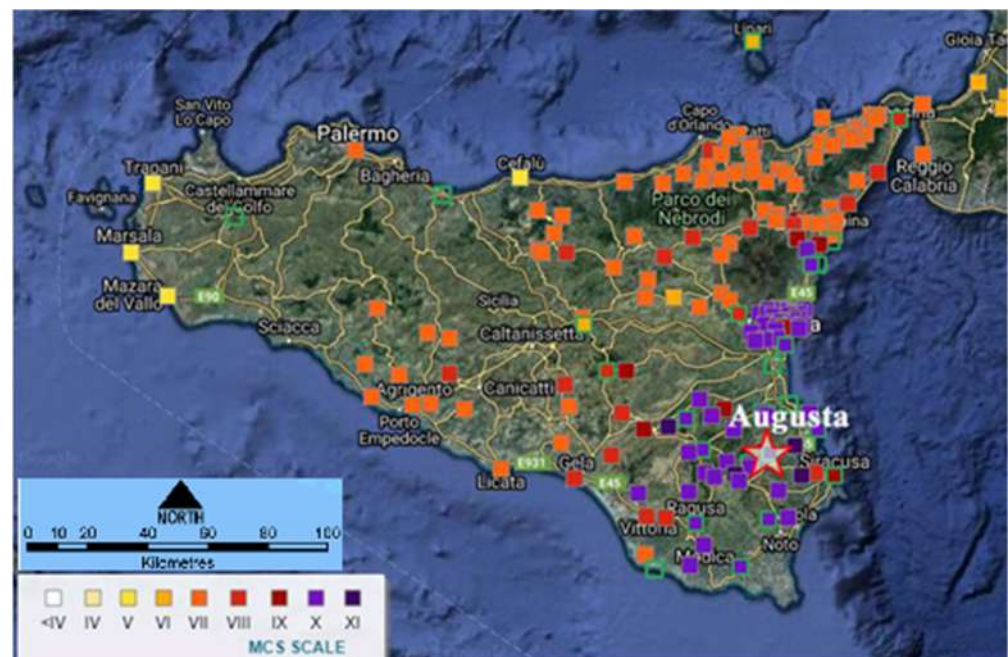 Lipari
Gioia Ta
San Vito
Lo Capo
Palermo
Capo
d'Orlando
Trapani
Bagheria
Cefalù
Reggio
Calabria
Favignana
Castellammare
del Golfo
Parco dei
Nebrodi
Marsala
Mazara
del Vallo
E90
E45
Sicilia
Sciacca
Caltanissetta
Agrigento
Canicatti
Porto
Empedocle
Augusta
Siracusa
E931
Gela
E45
Licata
Ragusa
Vittoria
Noto
Modica
NORTH
0 10 20 40 60 80 100
Kilometres
<IV IV V VI VII VIII IX X XI
MCS SCALE